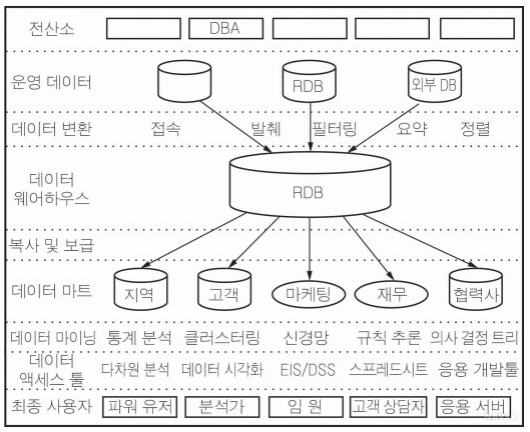 전산소 DBA
운영 데이터 RDB 외부 DB
데이터 변환 접속 발췌 필터링 요약 정렬
데이터
웨어하우스
RDB
복사 및 보급
데이터 마트 지역 고객 마케팅 재무 협력사
데이터 마이닝 통계 분석 클러스터링 신경망 규칙 추론 의사 결정 트리
데이터
액세스 툴
다차원 분석 데이터 시각화 EIS/DSS 스프레드시트 응용 개발툴
최종 사용자 파워 유저 분석가 임 원 고객 상담자 응용 서버